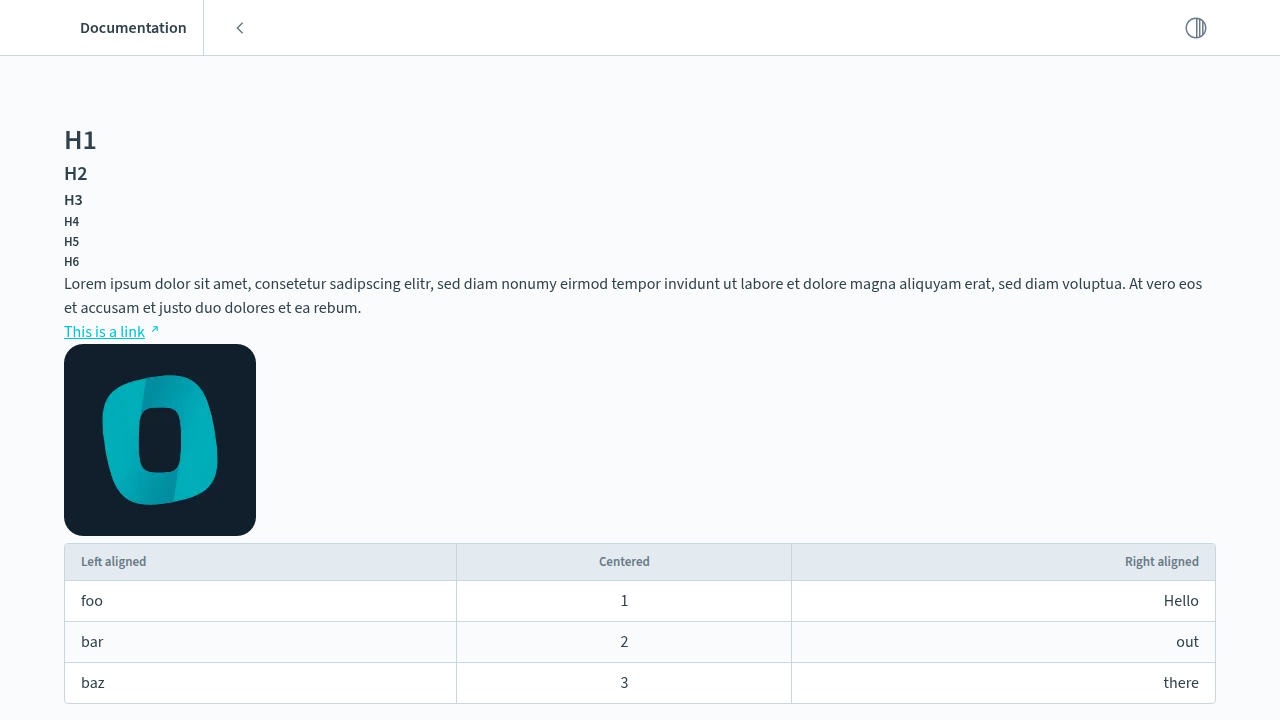 Documentation
H1
H2
H3
H4
H5
H6
Lorem ipsum dolor sit amet, consetetur sadipscing elitr, sed diam nonumy eirmod tempor invidunt ut labore et dolore magna aliquyam erat, sed diam voluptua. At vero eos
et accusam et justo duo dolores et ea rebum.
This is a link
Left aligned Centered Right aligned
foo 1 Hello
bar 2 out
baz 3 there